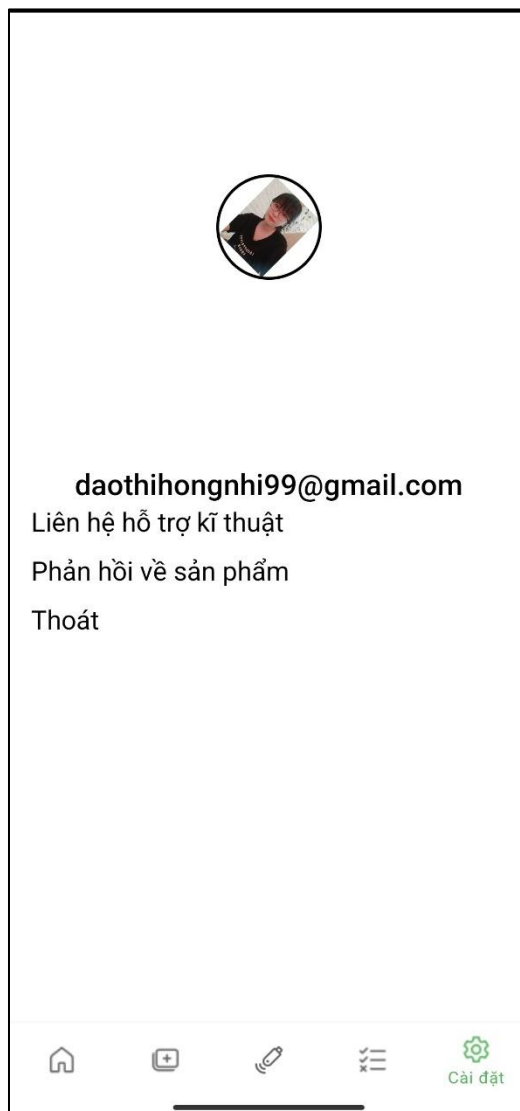 daothihongnhi99@gmail.com
Liên hệ hỗ trợ kĩ thuật
Phản hồi về sản phẩm
Thoát
Cài đặt